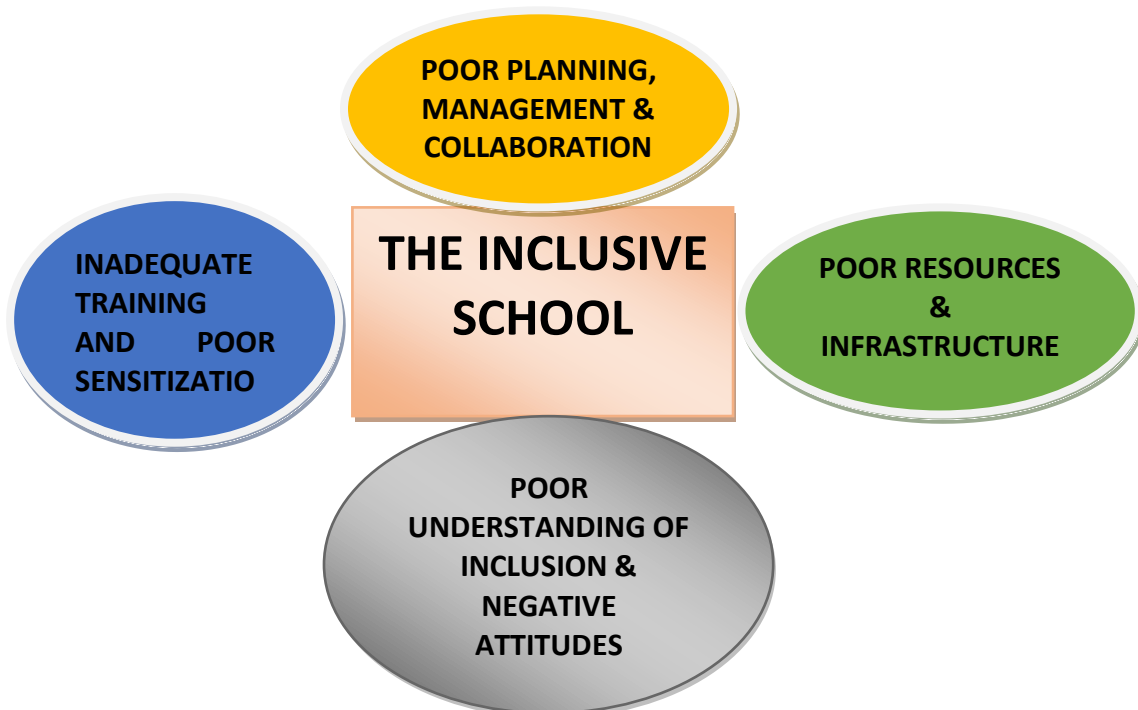 POOR PLANNING,
MANAGEMENT &
COLLABORATION
THE INCLUSIVE
SCHOOL
INADEQUATE
TRAINING
AND POOR
SENSITIZATIO
POOR RESOURCES
&
INFRASTRUCTURE
POOR
UNDERSTANDING OF
INCLUSION &
NEGATIVE
ATTITUDES